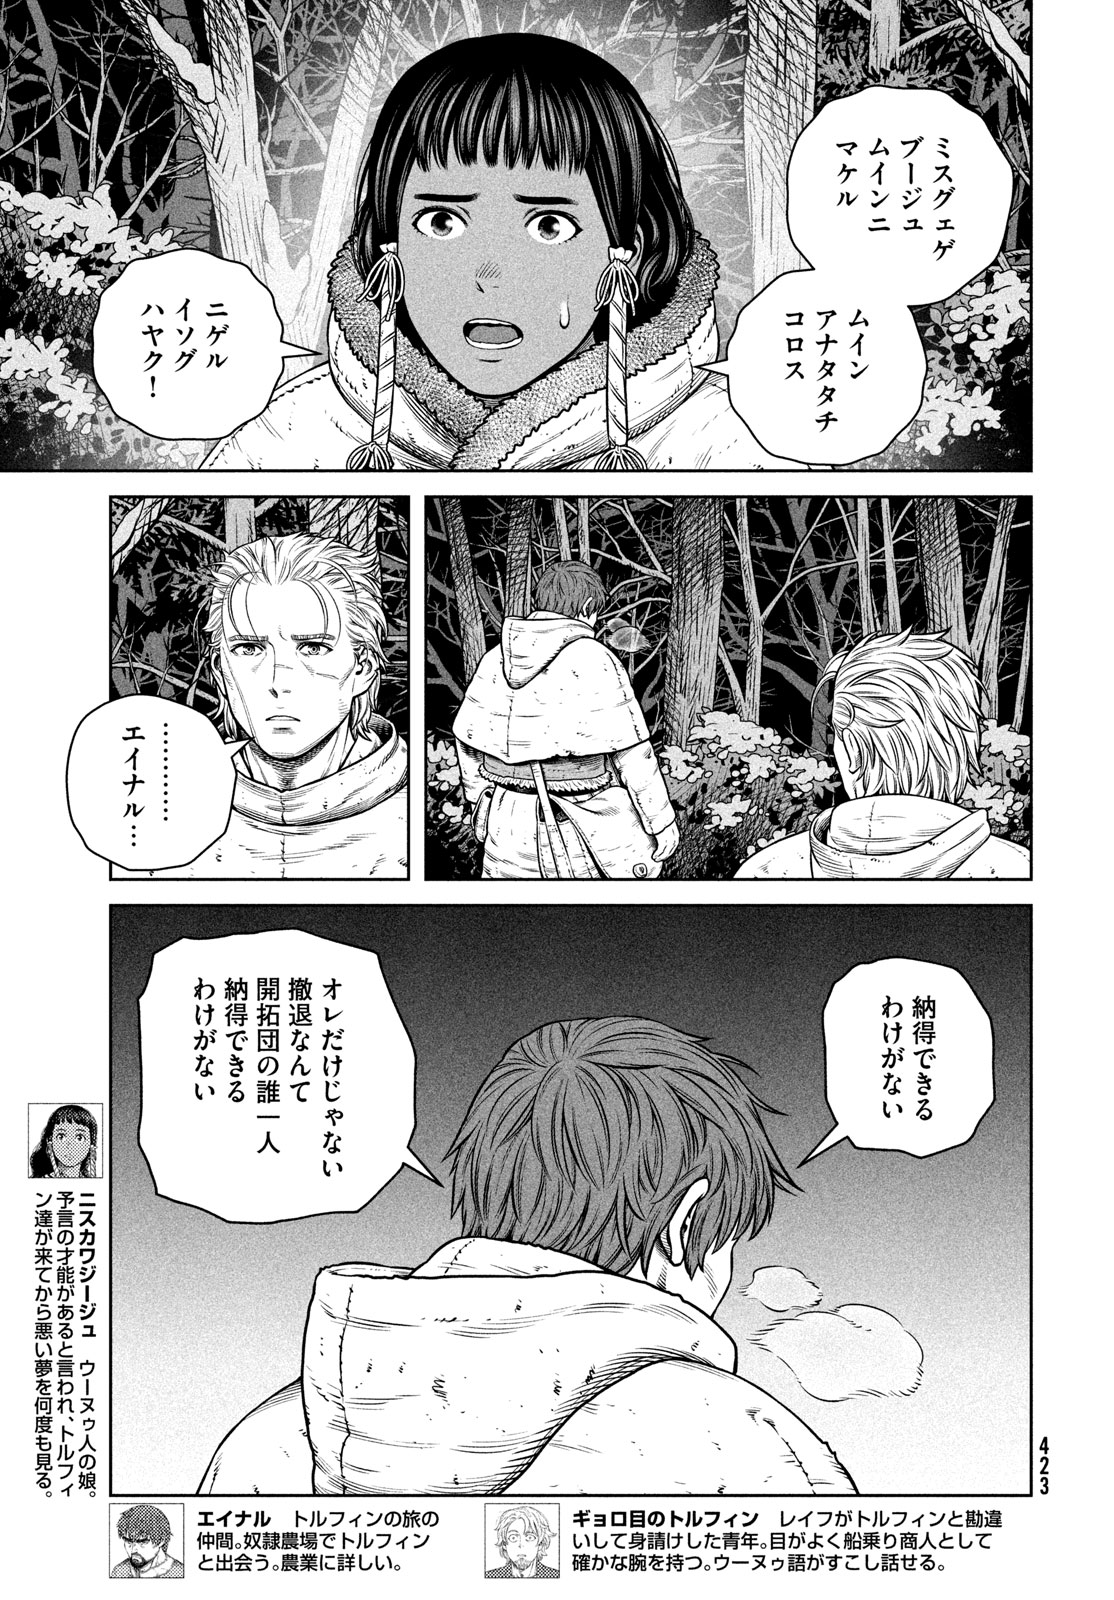 ミスグェゲ
ブージュ
ムインニ
マケル
ムイン
アナタタチ
コロス
ニゲル
イソグ
ハヤク!
…………
エイナル…
納得できる
わけがない
オレだけじゃない
撤退なんて
開拓団の誰一人
納得できる
わけがない
ニスカワジージュ ウーヌゥ人の娘。
予言の才能があると言われ、トルフィ
ン達が来てから悪い夢を何度も見る。
エイナル トルフィンの旅の
仲間。奴隷農場でトルフィン
と出会う。農業に詳しい。
ギョロ目のトルフィン レイフがトルフィンと勘違
いして身請けした青年。目がよく船乗り商人として
確かな腕を持つ。ウーヌゥ語がすこし話せる。
423